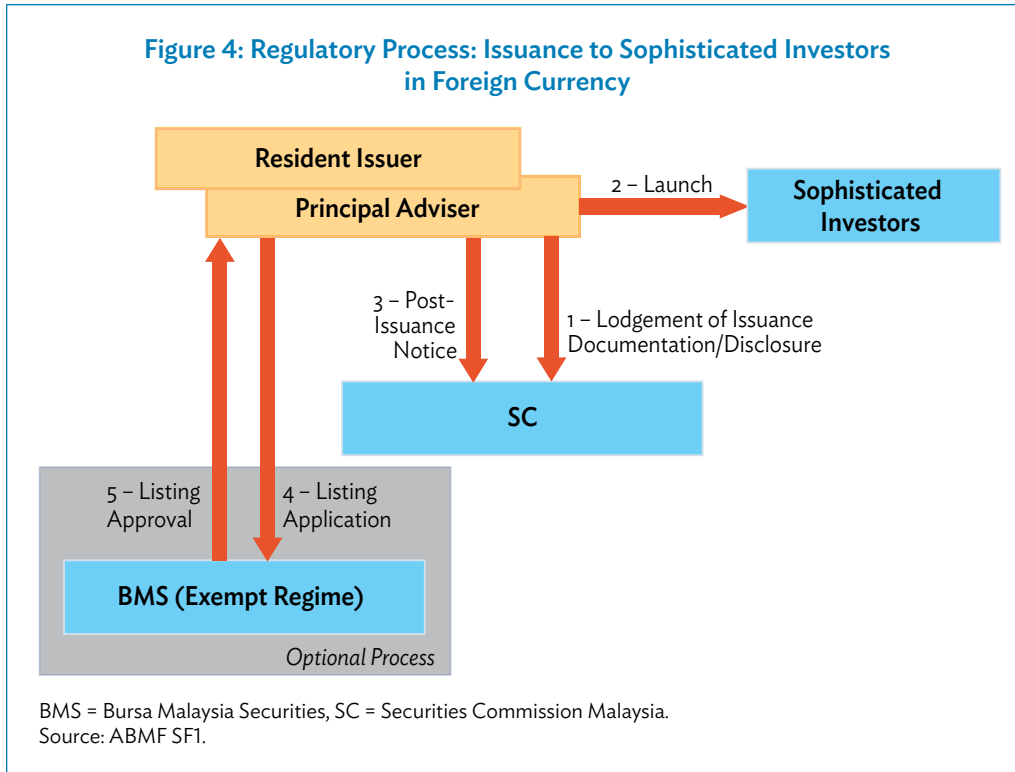 Figure 4: Regulatory Process: Issuance to Sophisticated Investors
in Foreign Currency
Resident Issuer
Principal Adviser
2 – Launch
Sophisticated
Investors
3 – Post-
Issuance
Notice
1 – Lodgement of Issuance
Documentation/Disclosure
SC
5 – Listing
Approval
4 – Listing
Application
BMS (Exempt Regime)
Optional Process
BMS = Bursa Malaysia Securities, SC = Securities Commission Malaysia.
Source: ABMF SF1.